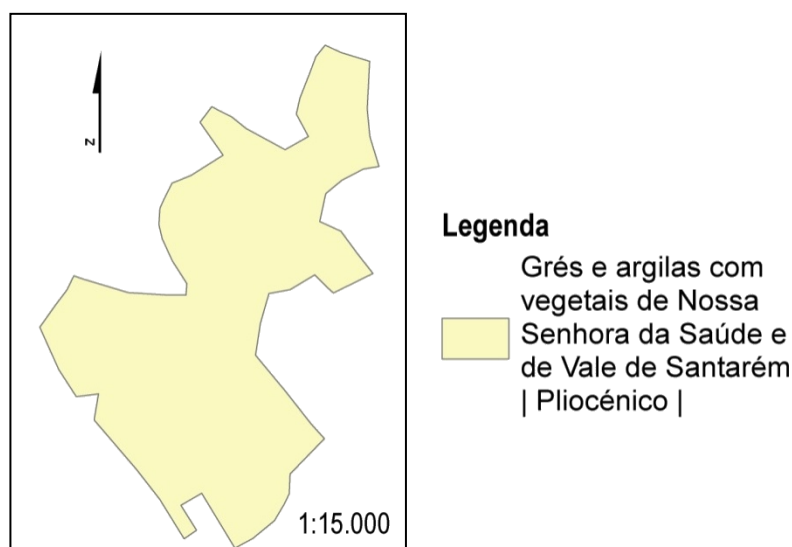 N
1:15.000
Legenda
Grés e argilas com
vegetais de Nossa
Senhora da Saúde e
de Vale de Santarém
| Pliocénico |